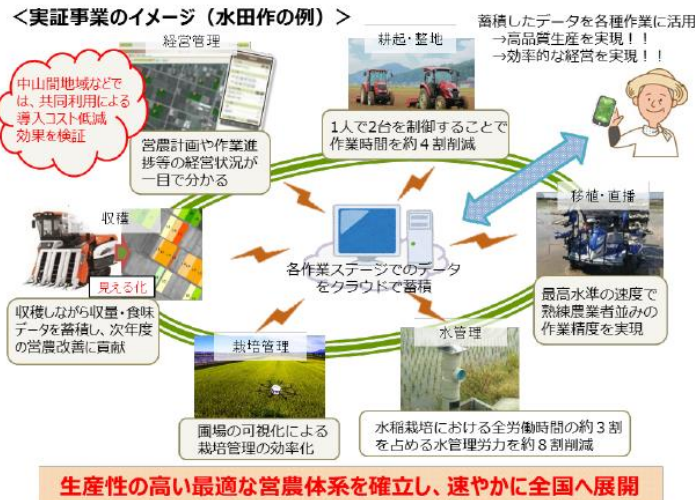 ＜実証事業のイメージ（水田作の例）＞
蓄積したデータを各種作業に活用
→高品質生産を実現！！
→効率的な経営を実現！！
中山間地域などで
は、共同利用による
導入コスト低減
効果を検証
経営管理
営農計画や作業進
捗等の経営状況が
一目で分かる
耕起・整地
1人で2台を制御することで
作業時間を約４割削減
移植・直播
最高水準の速度で
熟練農業者並みの
作業精度を実現
各作業ステージでのデータ
をクラウドで蓄積
収穫
見える化
収穫しながら収量・食味
データを蓄積し、次年度
の営農改善に貢献
栽培管理
圃場の可視化による
栽培管理の効率化
水管理
水稲栽培における全労働時間の約３割
を占める水管理労力を約８割削減
生産性の高い最適な営農体系を確立し、速やかに全国へ展開